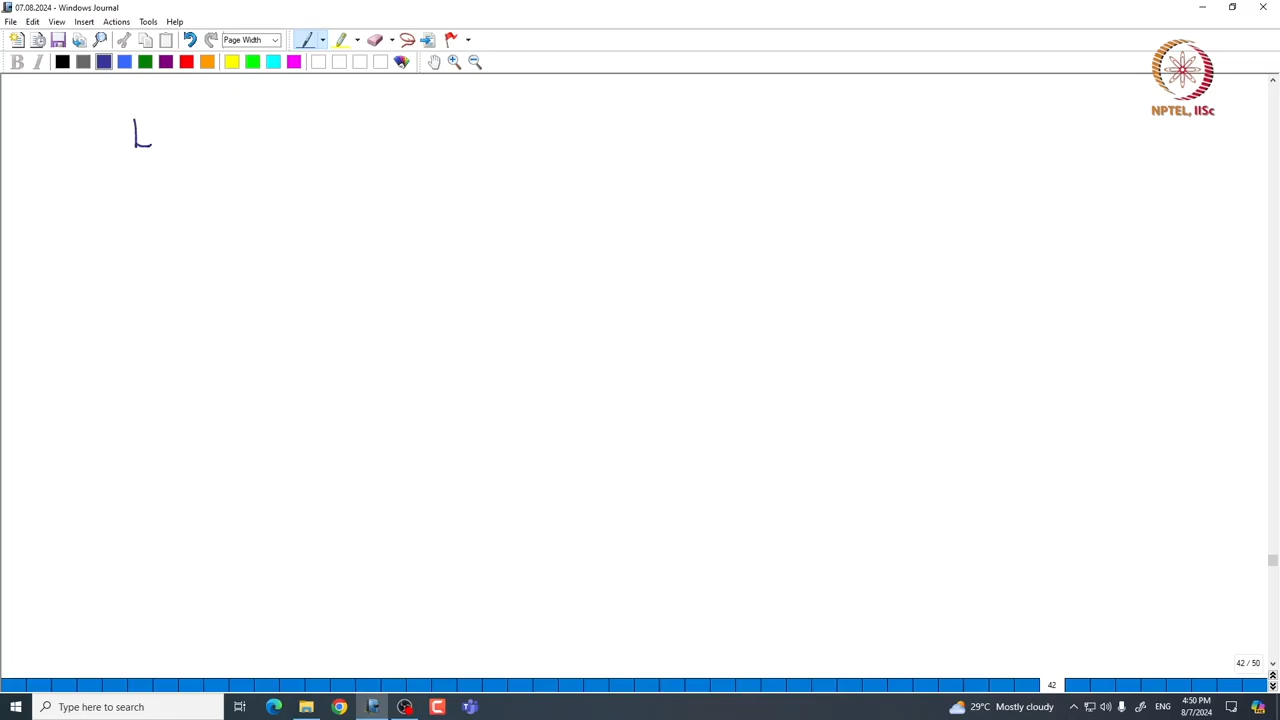 07.08.2024 - Windows Journal
File Edit View Insert Actions Tools Help
Page Width
B I
NPTEL, IISc
L
42 / 50
42
Type here to search
29°C Mostly cloudy
ENG
4:50 PM
8/7/2024